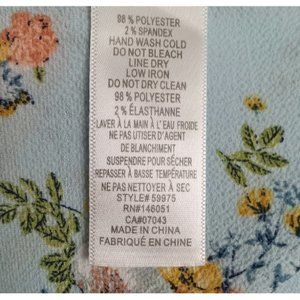 98 % POLYESTER
2 % SPANDEX
HAND WASH COLD
DO NOT BLEACH
LINE DRY
LOW IRON
DO NOT DRY CLEAN
98 % POLYESTER
2 % ÉLASTHANNE
LAVER À LA MAIN À L'EAU FROIDE
NE PAS UTISER D'AGENT
DE BLANCHIMENT
SUSPENDRE POUR SÉCHER
REPASSER À BASSE TEMPÉRATURE
NE PAS NETTOYER À SEC
STYLE# 59975
RN#146051
CA#07043
MADE IN CHINA
FABRIQUÉ EN CHINE